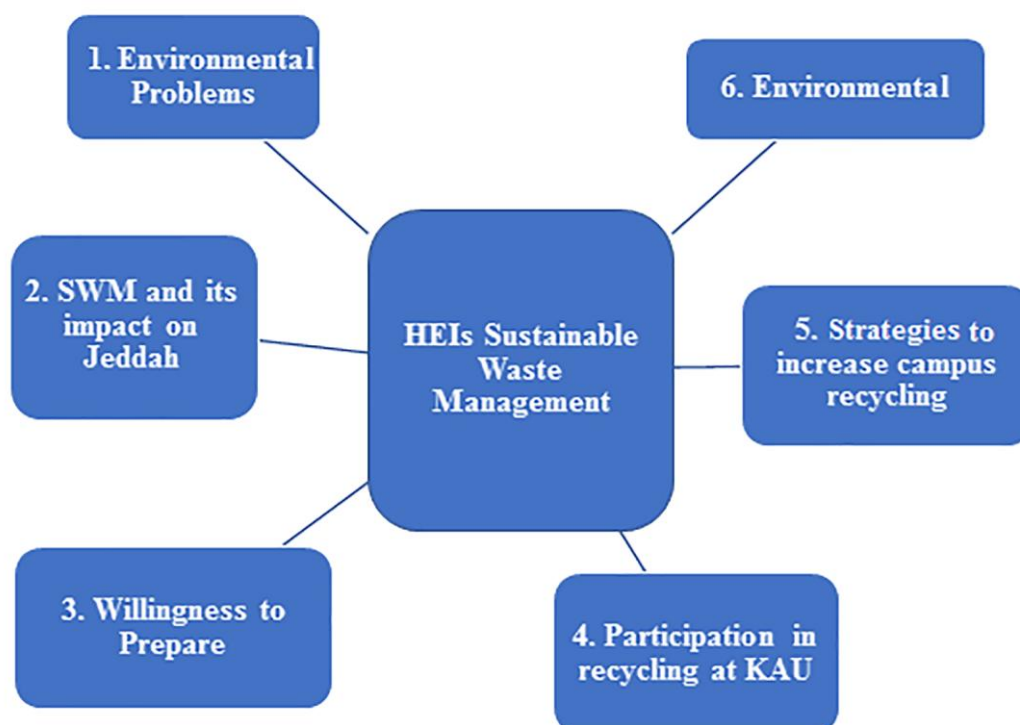 1. Environmental
Problems
6. Environmental
2. SWM and its
impact on
Jeddah
HEIs Sustainable
Waste
Management
5. Strategies to
increase campus
recycling
3. Willingness to
Prepare
4. Participation in
recycling at KAU